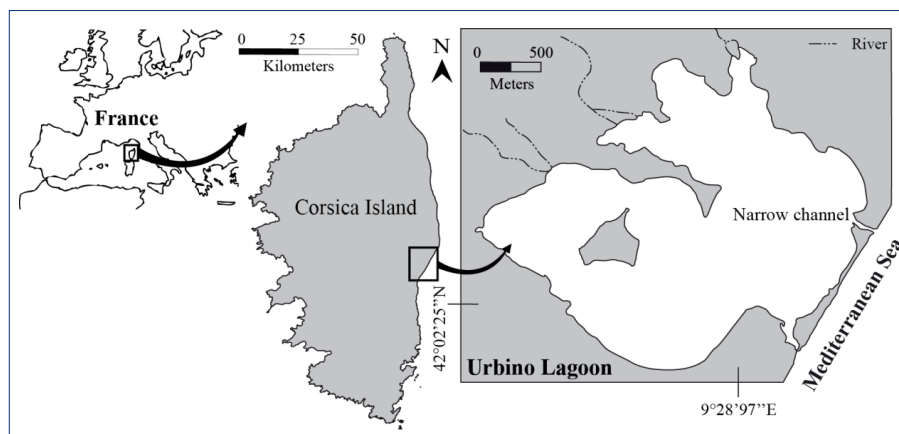 France
0 25 50
Kilometers
N
Corsica Island
42°02'25''N
0 500
Meters
River
Narrow channel
Mediterranean Sea
Urbino Lagoon
9°28'97''E